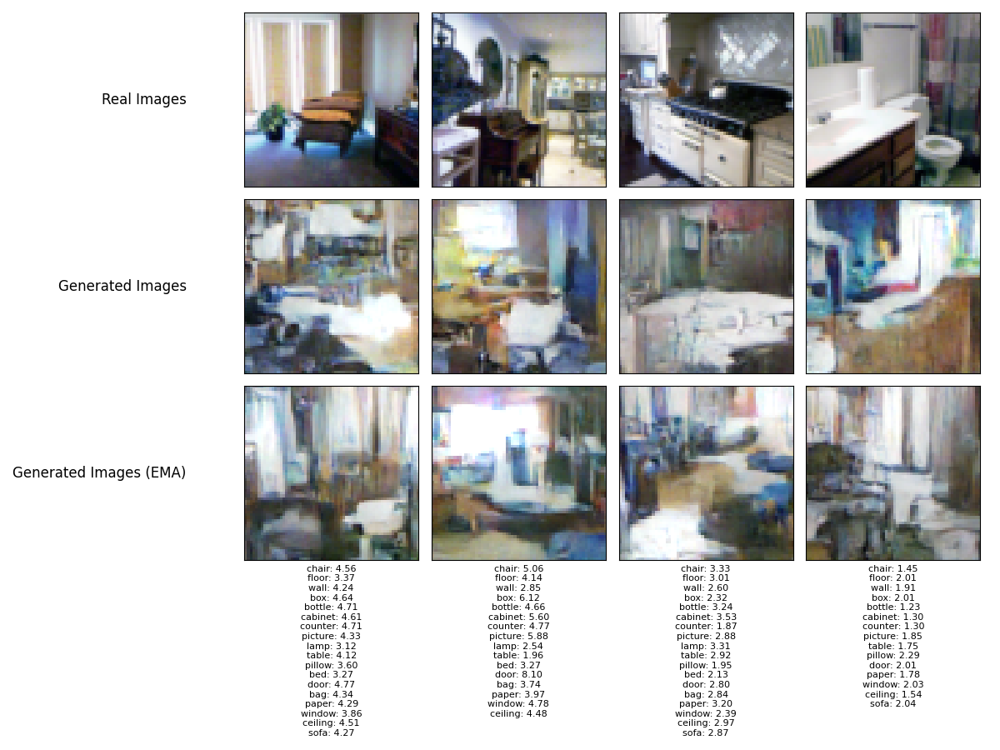 Real Images
Generated Images
Generated Images (EMA)
chair: 4.56
floor: 3.37
wall: 4.24
box: 4.64
bottle: 4.71
cabinet: 4.61
counter: 4.71
picture: 4.33
lamp: 3.12
table: 4.12
pillow: 3.60
bed: 3.27
door: 4.77
bag: 4.34
paper: 4.29
window: 3.86
ceiling: 4.51
sofa: 4.27
chair: 5.06
floor: 4.14
wall: 2.85
box: 6.12
bottle: 4.66
cabinet: 5.60
counter: 4.77
picture: 5.88
lamp: 2.54
table: 1.96
bed: 3.27
door: 8.10
bag: 3.74
paper: 3.97
window: 4.78
ceiling: 4.48
chair: 3.33
floor: 3.01
wall: 2.60
box: 2.32
bottle: 3.24
cabinet: 3.53
counter: 1.87
picture: 2.88
lamp: 3.31
table: 2.92
pillow: 1.95
bed: 2.13
door: 2.80
bag: 2.84
paper: 3.20
window: 2.39
ceiling: 2.97
sofa: 2.87
chair: 1.45
floor: 2.01
wall: 1.91
box: 2.01
bottle: 1.23
cabinet: 1.30
counter: 1.30
picture: 1.85
table: 1.75
pillow: 2.29
door: 2.01
paper: 1.78
window: 2.03
ceiling: 1.54
sofa: 2.04